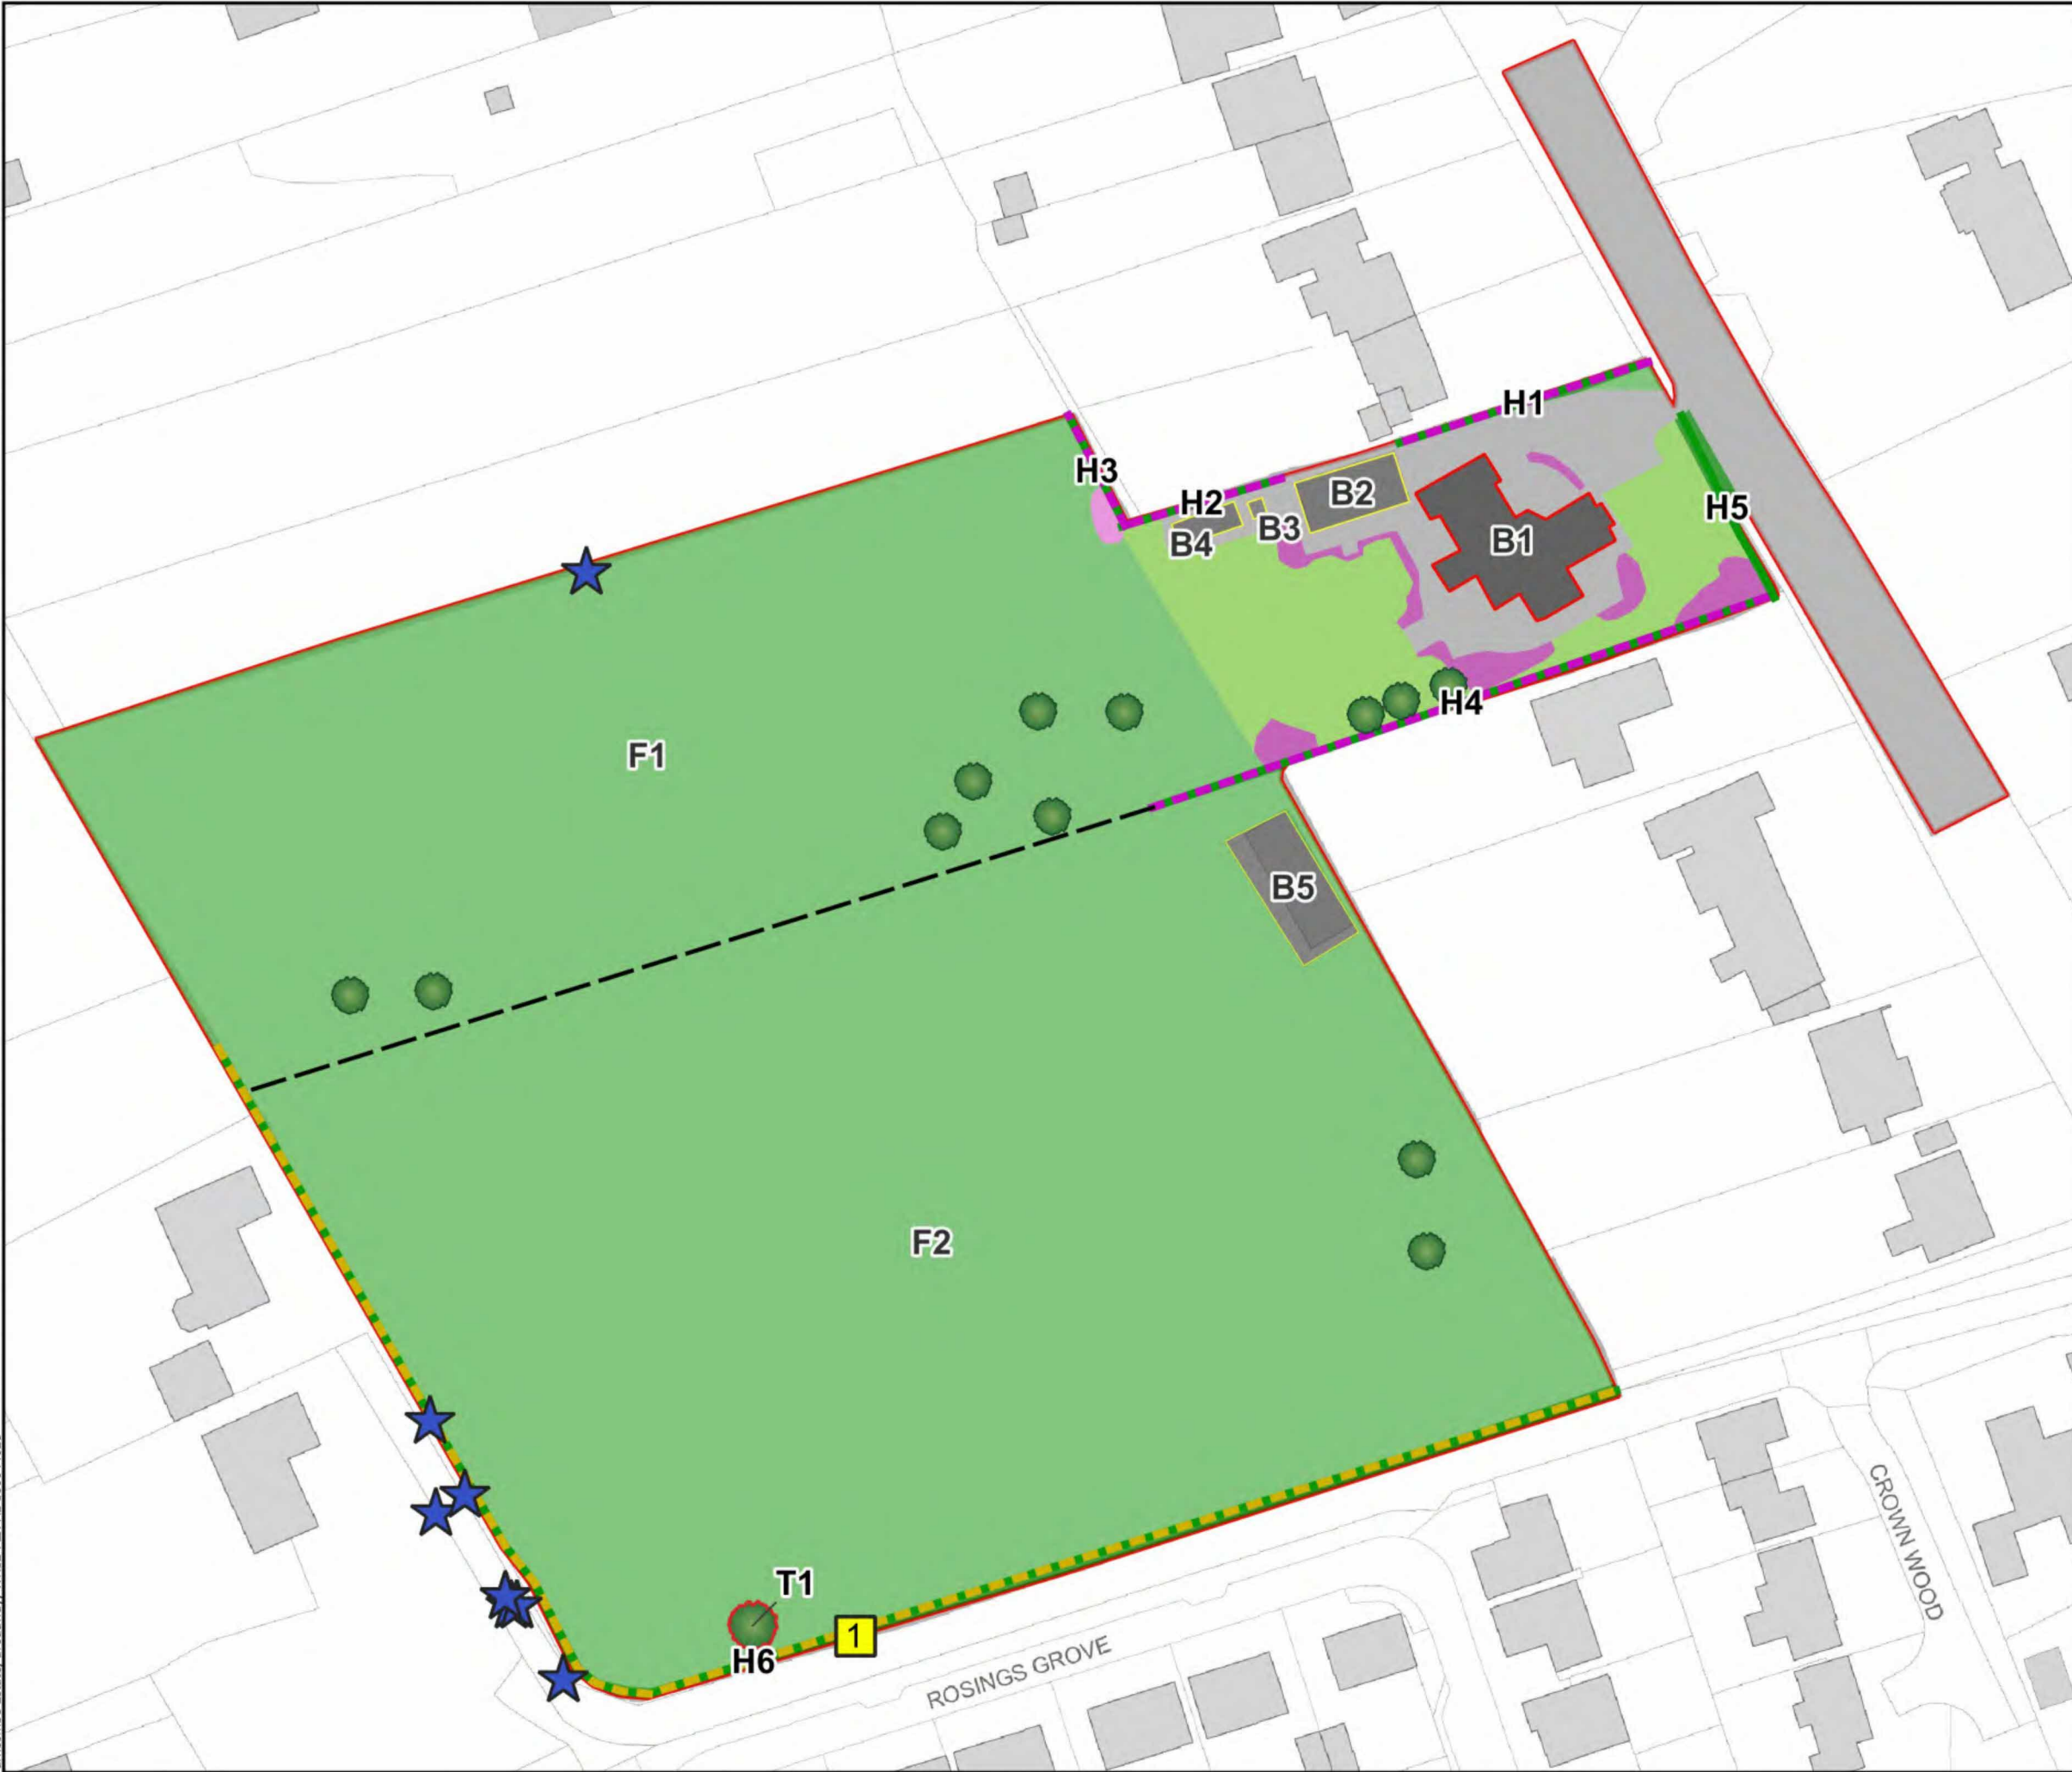 H1
H3
H2
B2
H5
B3
B1
B4
H4
F1
B5
F2
CROWN WOOD
T1
1
H6
ROSINGS GROVE